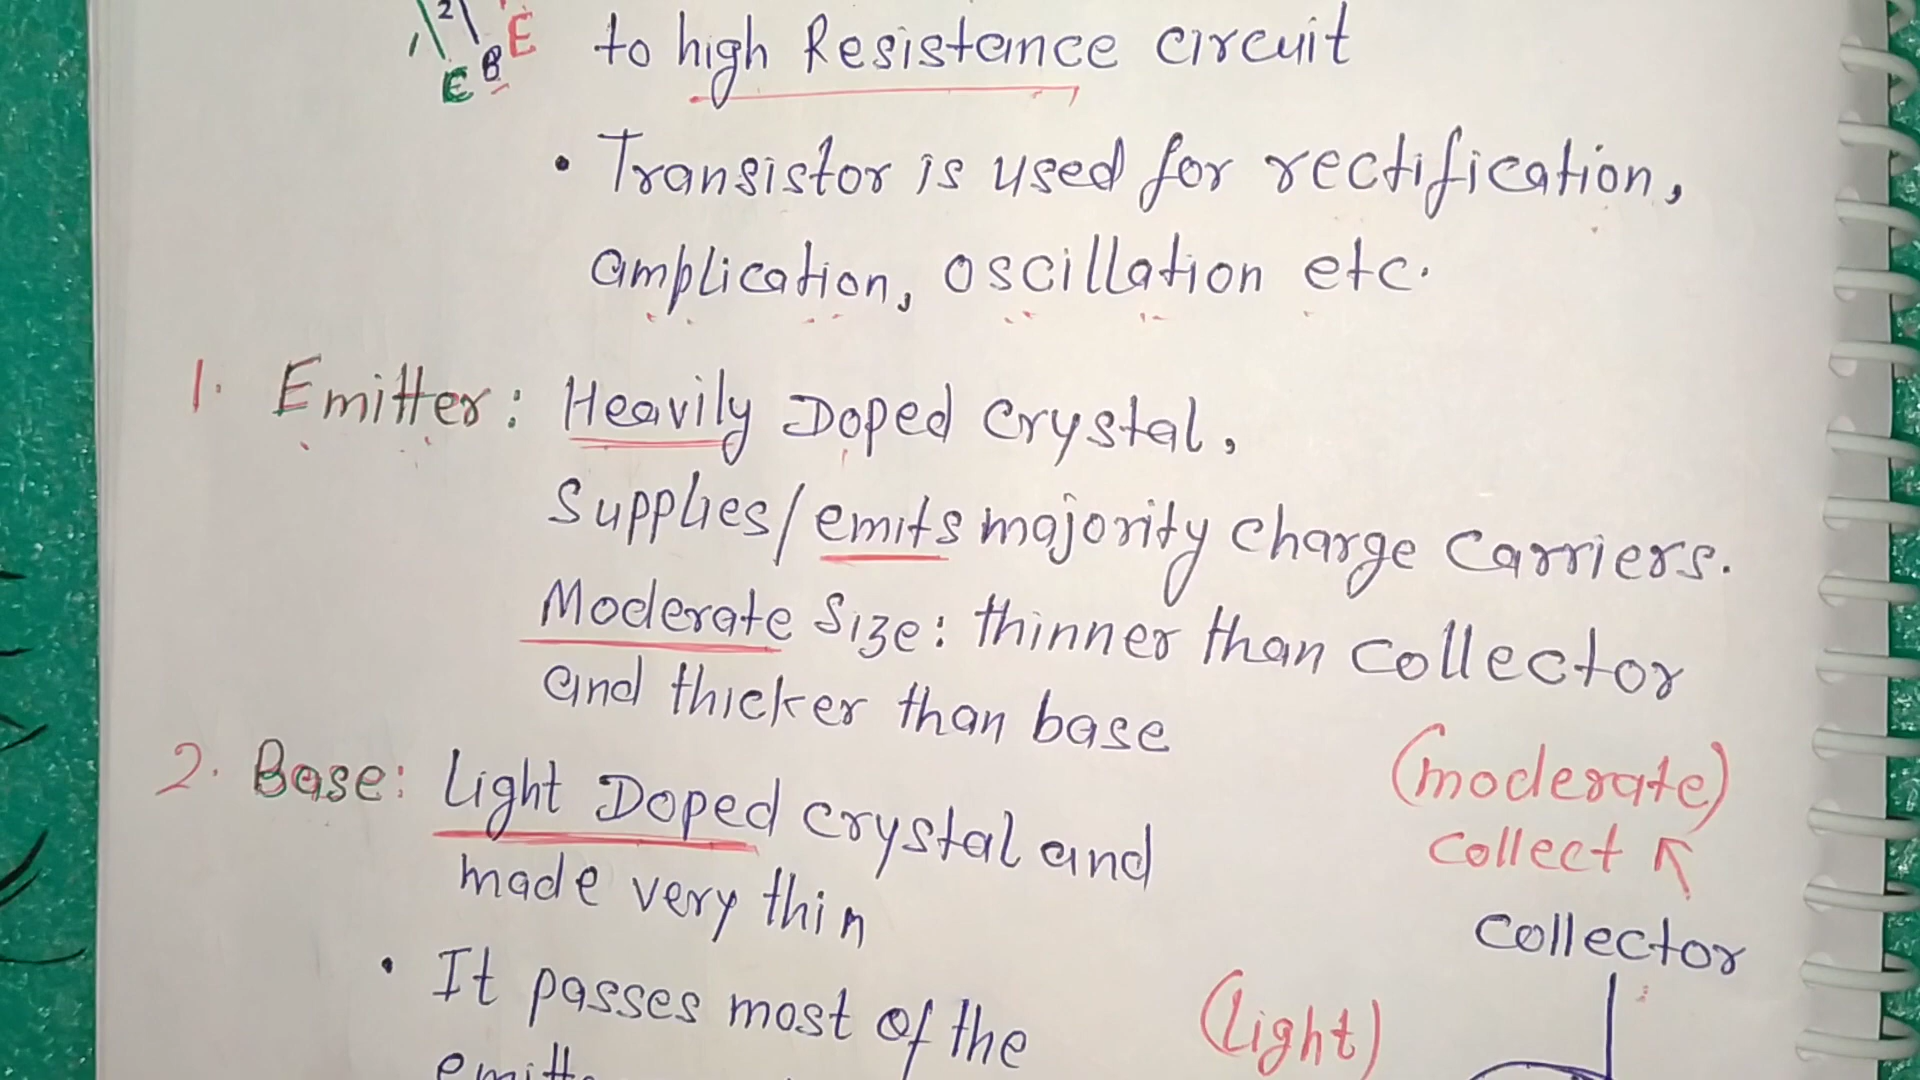 2
E B E
to high Resistance circuit
• Transistor is used for rectification,
amplication, oscillation etc.
1. Emitter: Heavily Doped crystal,
Supplies/emits majority charge carriers.
Moderate Size: thinner than collector
and thicker than base
2. Base: Light Doped crystal and
made very thin
(moderate)
collect
collector
• It passes most of the
(light)